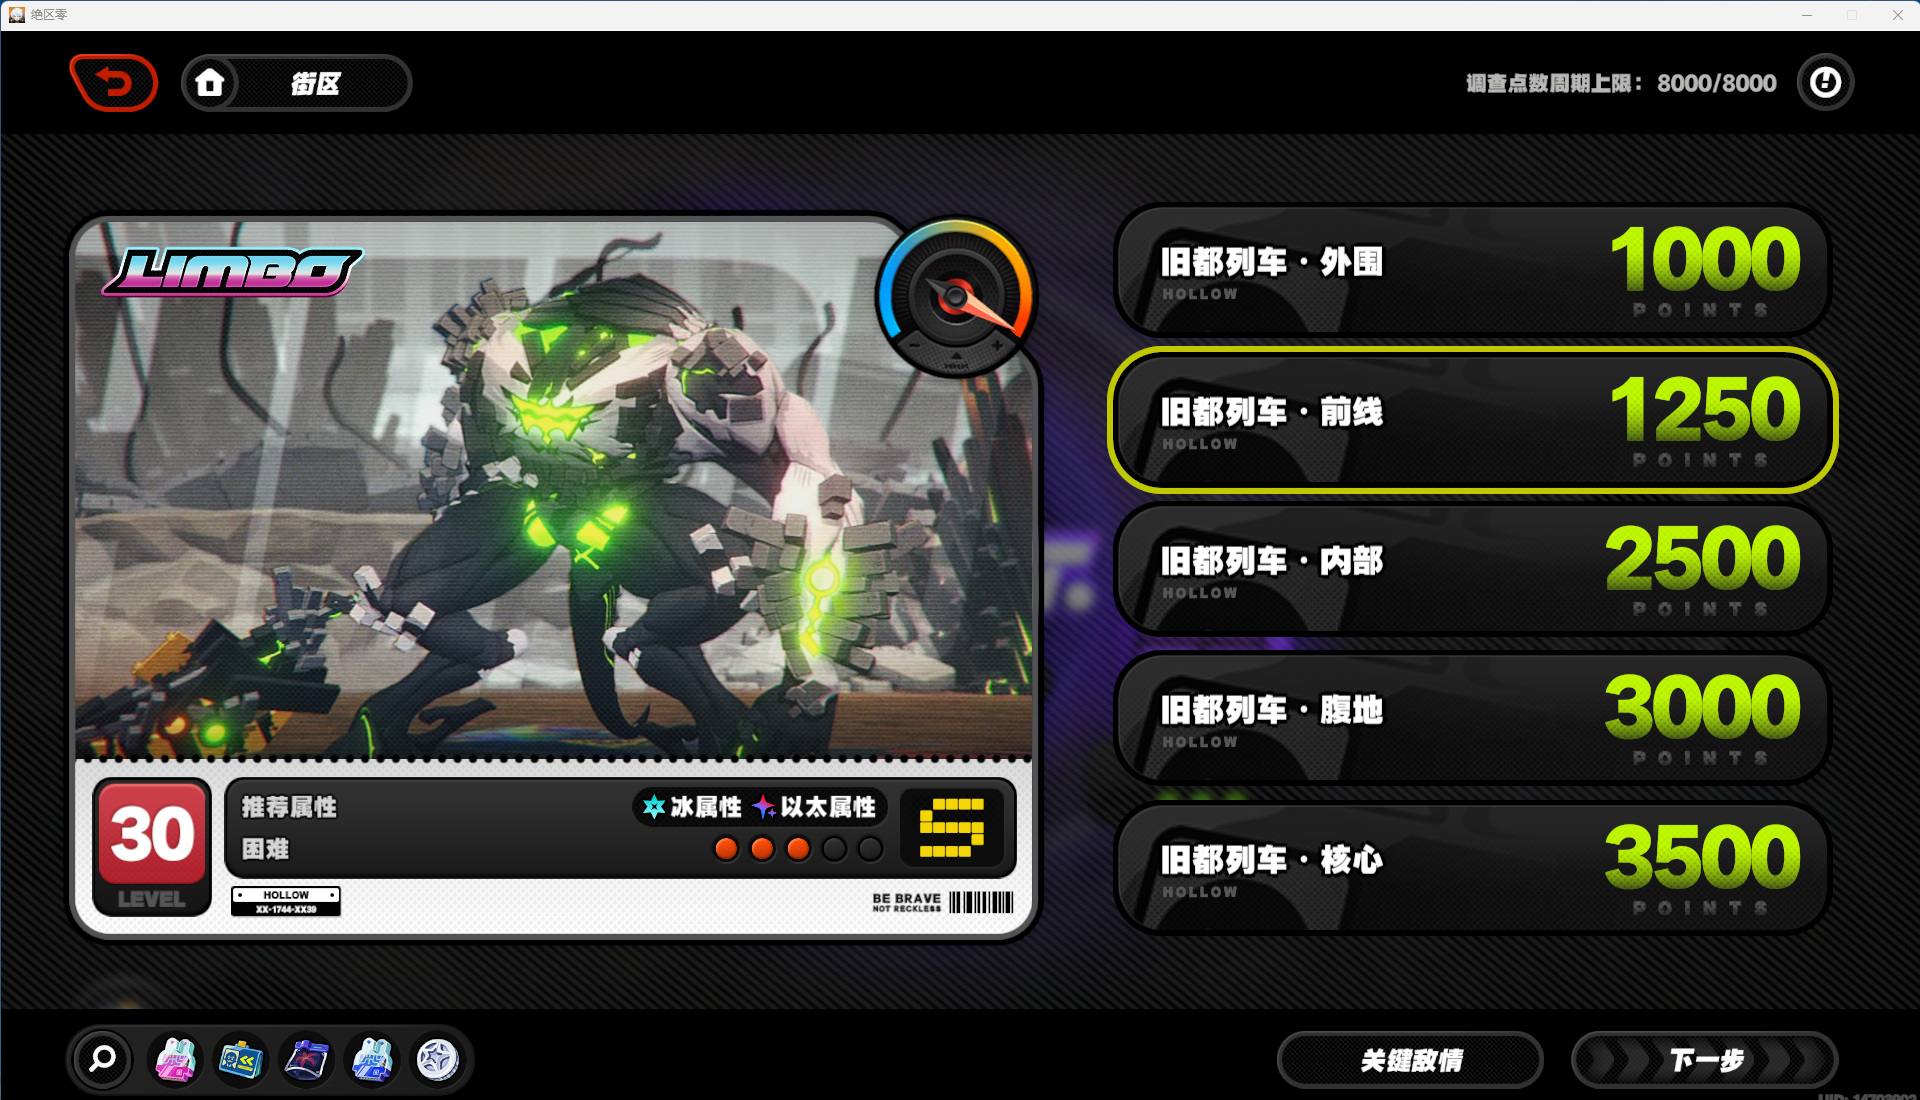 绝区零
街区
调查点数周期上限：8000/8000
LIMBO
旧都列车·外围
HOLLOW
1000
POINTS
旧都列车·前线
HOLLOW
1250
POINTS
旧都列车·内部
HOLLOW
2500
POINTS
旧都列车·腹地
HOLLOW
3000
POINTS
旧都列车·核心
HOLLOW
3500
POINTS
30
LEVEL
推荐属性
冰属性 以太属性
困难
S
HOLLOW
XX-1744-XX39
BE BRAVE
NOT RECKLESS
关键敌情
下一步